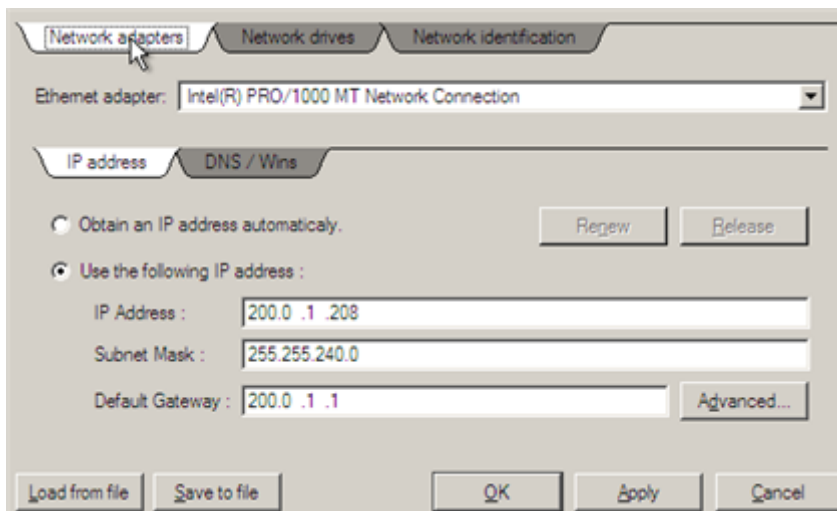 Network adapters Network drives Network identification
Ethernet adapter: Intel(R) PRO/1000 MT Network Connection
IP address DNS / Wins
Obtain an IP address automaticaly. Renew Release
Use the following IP address :
IP Address : 200.0 .1 .208
Subnet Mask : 255.255.240.0
Default Gateway : 200.0 .1 .1 Advanced...
Load from file Save to file OK Apply Cancel